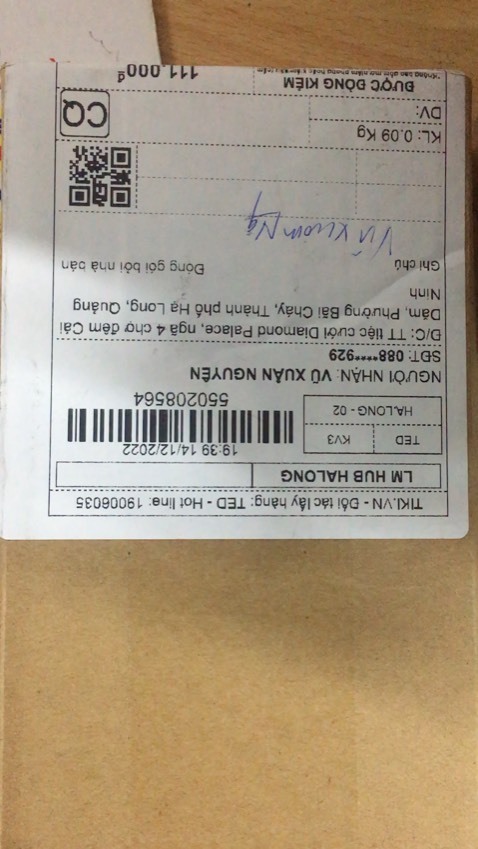 TIKI.VN - Đối tác lấy hàng: TED - Hotline: 19006035
LM HUB HALONG
TED KV3
HALONG - 02
19:39 14/12/2022
550208564
NGƯỜI NHẬN: VŨ XUÂN NGUYÊN
SĐT: 088****929
Đ/C: TT tiệc cưới Diamond Palace, ngã 4 chợ đêm Cái
Dăm, Phường Bãi Cháy, Thành phố Hạ Long, Quảng
Ninh
Ghi chú Đóng gói bởi nhà bán
Vũ Xuân
KL: 0.09 Kg
DV:
CQ
ĐƯỢC ĐỒNG KIỂM
111.000đ